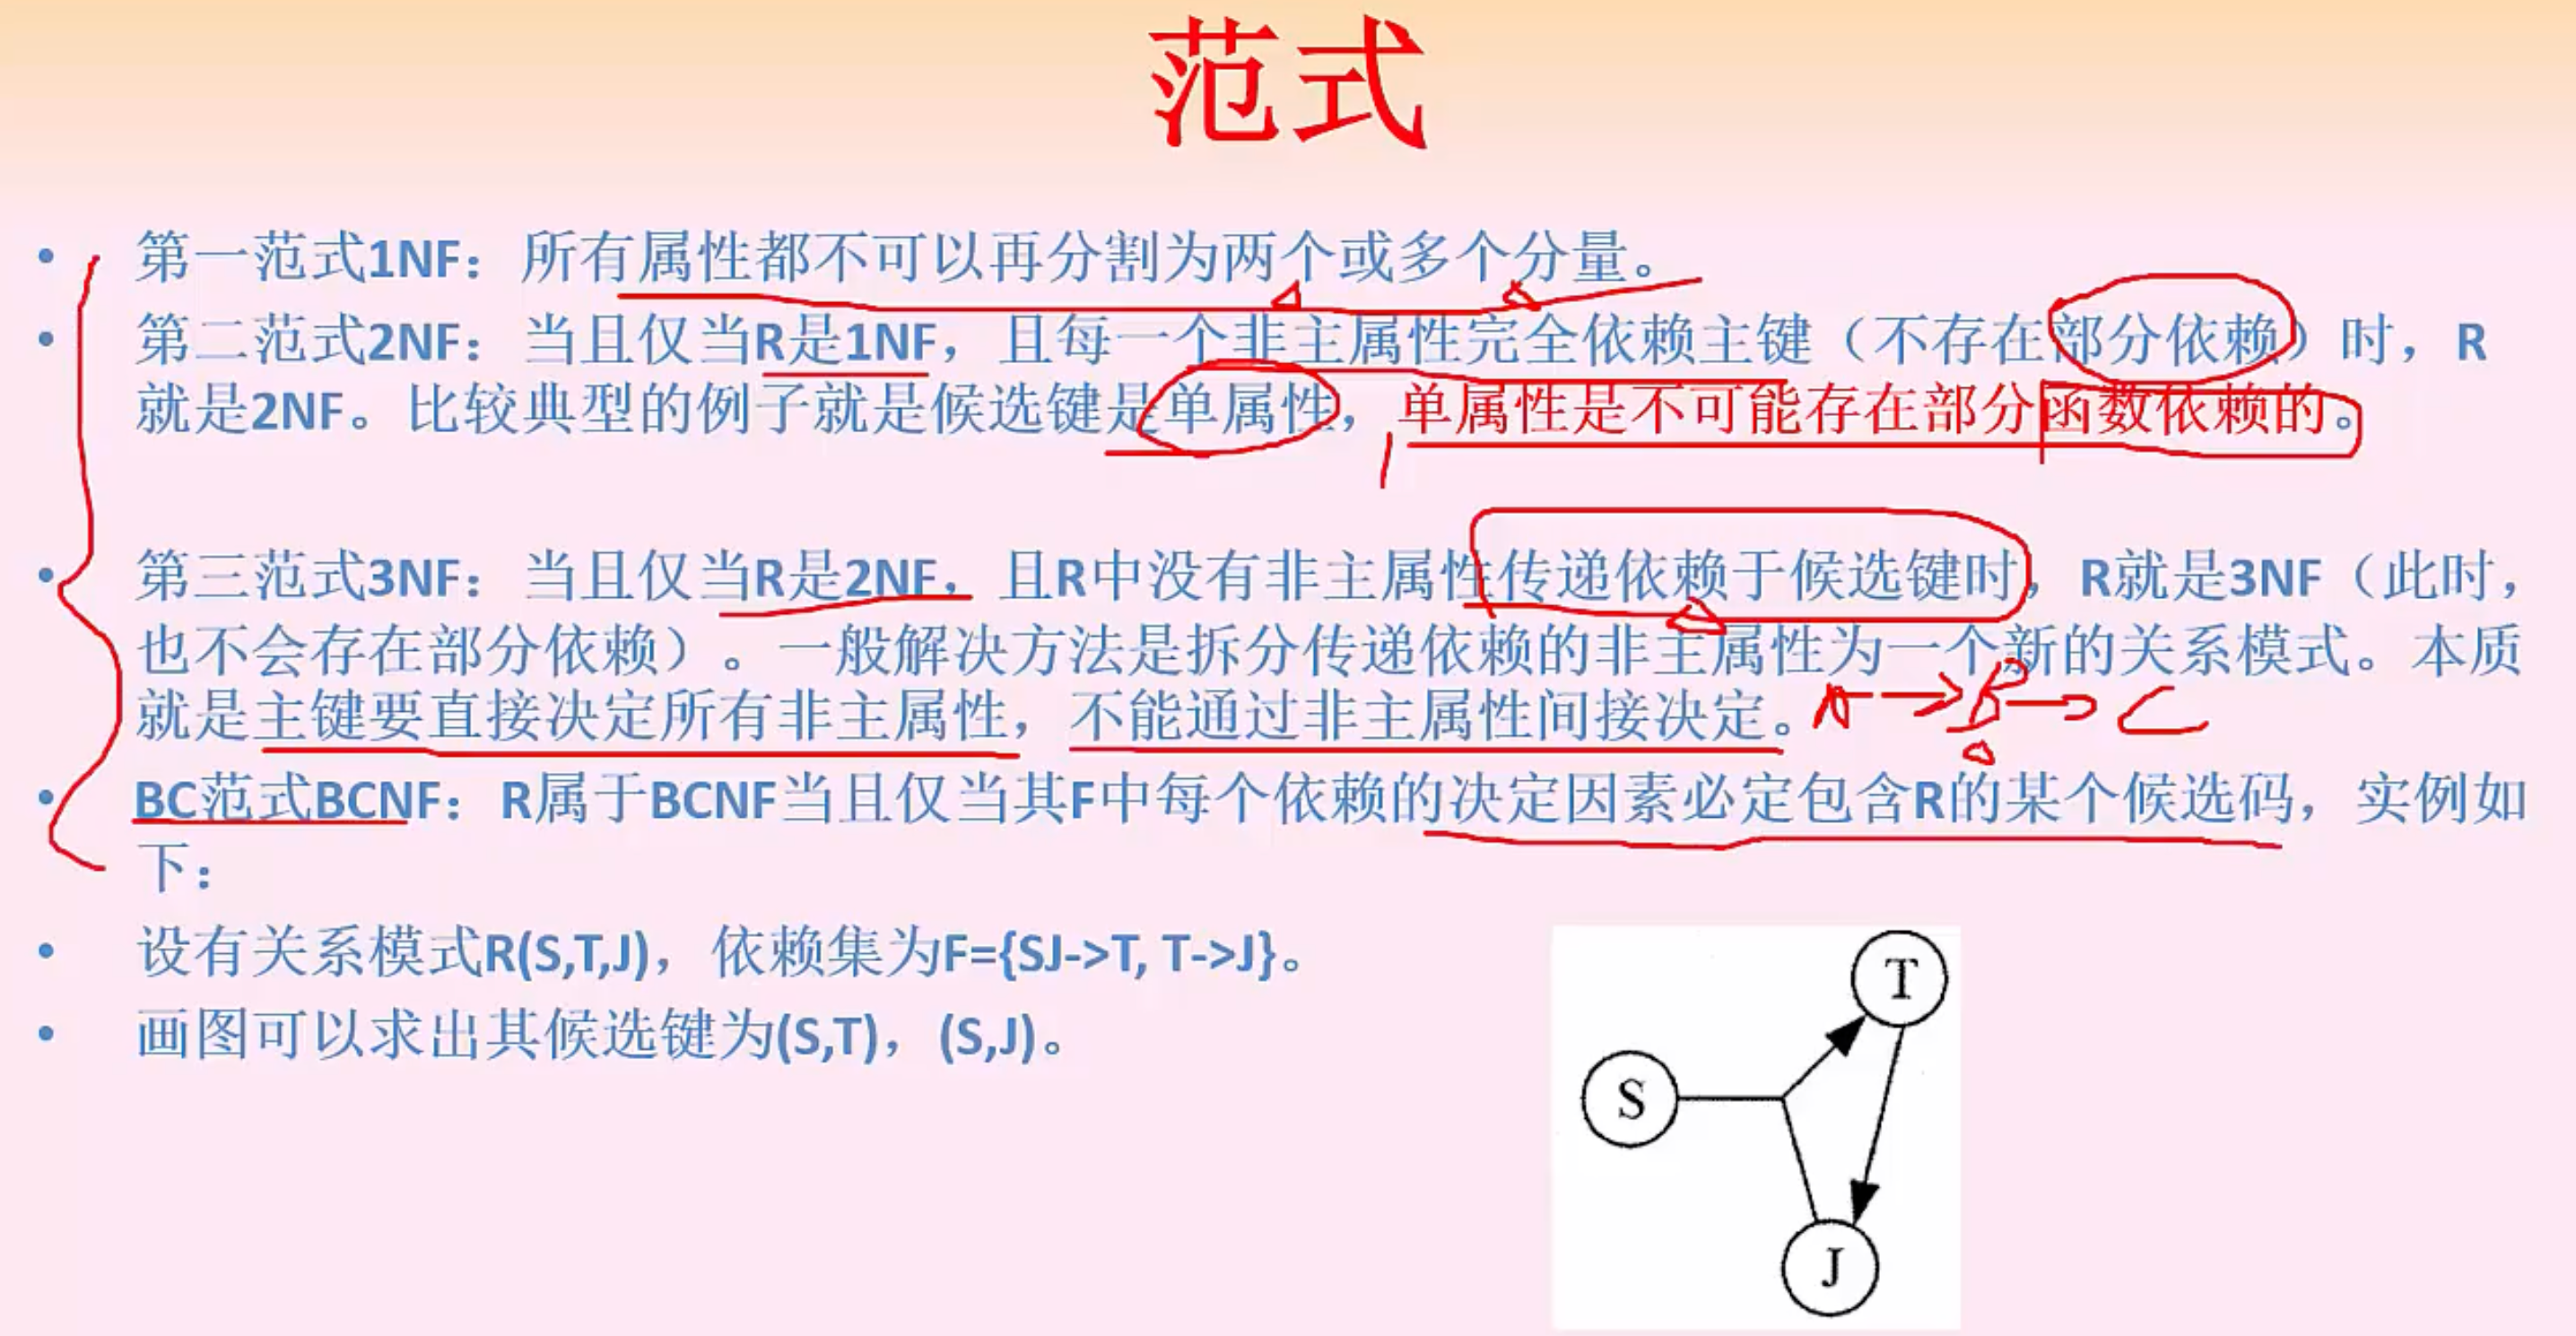 范式
• 第一范式1NF：所有属性都不可以再分割为两个或多个分量。
• 第二范式2NF：当且仅当R是1NF，且每一个非主属性完全依赖主键（不存在部分依赖）时，R
就是2NF。比较典型的例子就是候选键是单属性，单属性是不可能存在部分函数依赖的。
• 第三范式3NF：当且仅当R是2NF，且R中没有非主属性传递依赖于候选键时，R就是3NF（此时，
也不会存在部分依赖）。一般解决方法是拆分传递依赖的非主属性为一个新的关系模式。本质
就是主键要直接决定所有非主属性，不能通过非主属性间接决定。
A→B→C
• BC范式BCNF：R属于BCNF当且仅当其F中每个依赖的决定因素必定包含R的某个候选码，实例如
下：
• 设有关系模式R(S,T,J)，依赖集为F={SJ->T, T->J}。
• 画图可以求出其候选键为(S,T)，(S,J)。
T
S
J